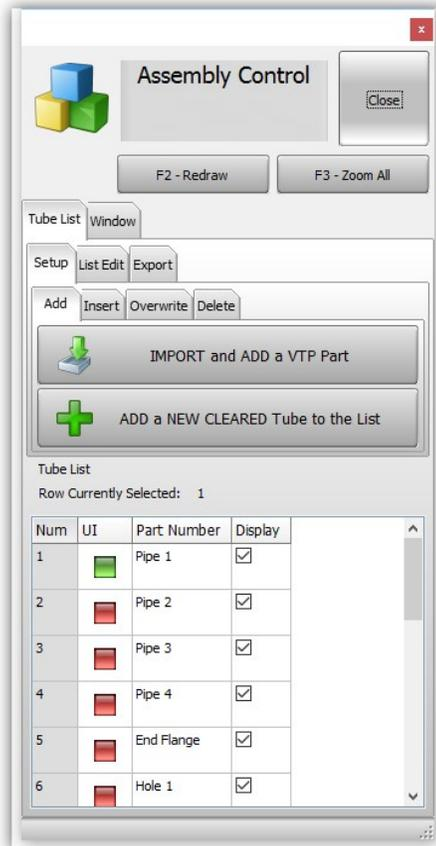 x
Assembly Control
Close
F2 - Redraw F3 - Zoom All
Tube List Window
Setup List Edit Export
Add Insert Overwrite Delete
IMPORT and ADD a VTP Part
ADD a NEW CLEARED Tube to the List
Tube List
Row Currently Selected: 1
Num UI Part Number Display
1 Pipe 1
2 Pipe 2
3 Pipe 3
4 Pipe 4
5 End Flange
6 Hole 1